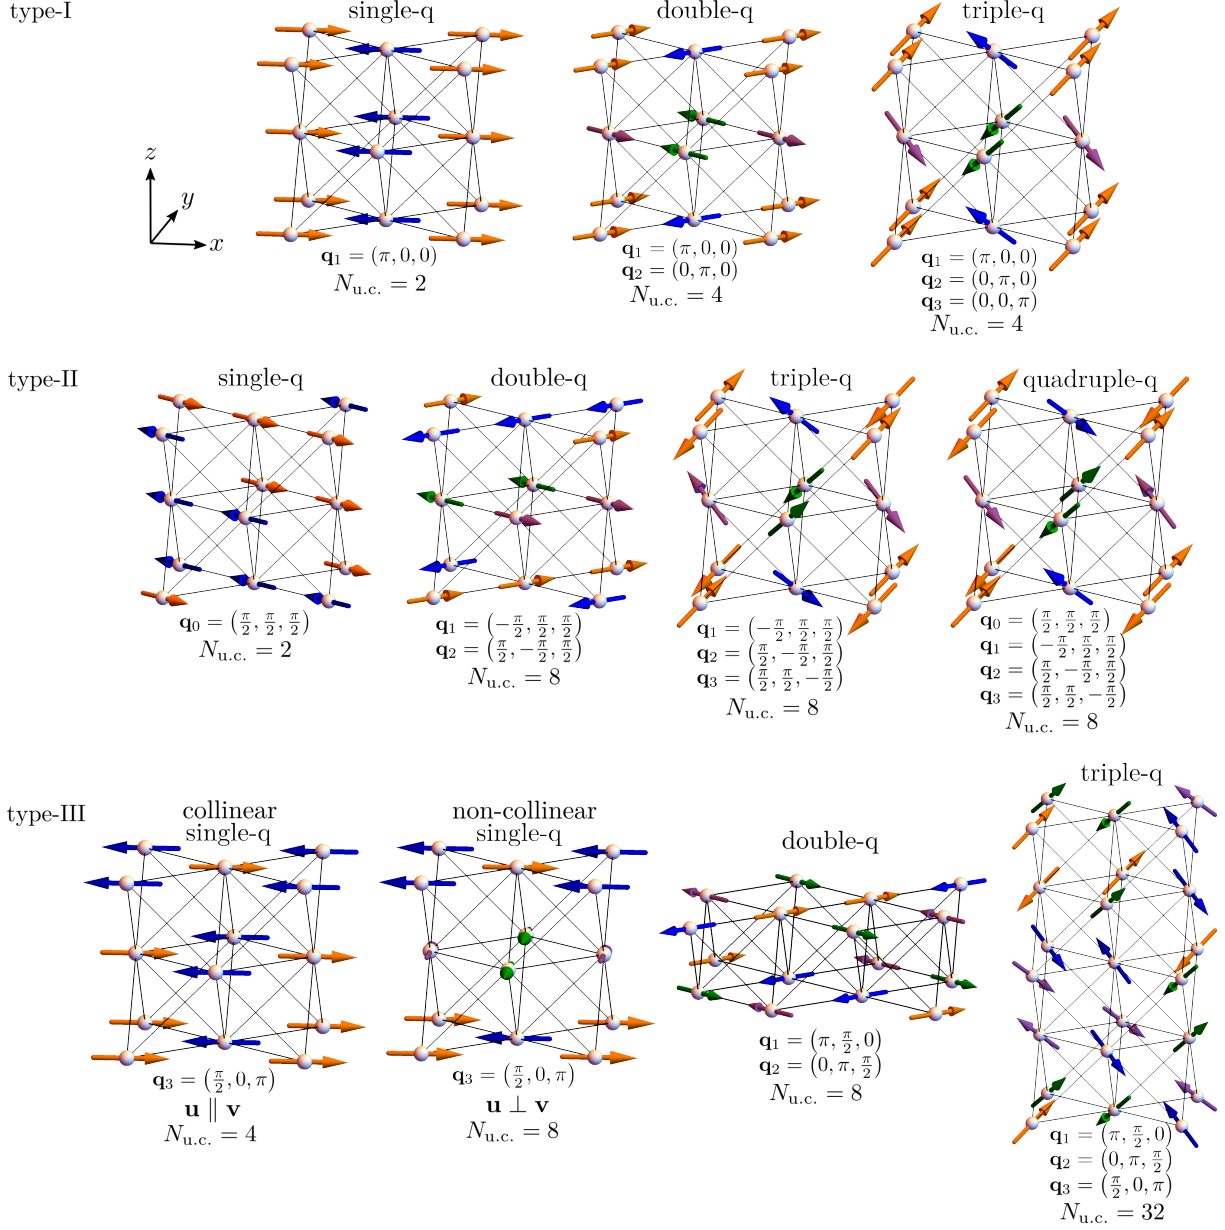 type-I
single-q
double-q
triple-q
z
y
x
q₁ = (π, 0, 0)
N_u.c. = 2
q₁ = (π, 0, 0)
q₂ = (0, π, 0)
N_u.c. = 4
q₁ = (π, 0, 0)
q₂ = (0, π, 0)
q₃ = (0, 0, π)
N_u.c. = 4
type-II
single-q
double-q
triple-q
quadruple-q
q₀ = (π/2, π/2, π/2)
N_u.c. = 2
q₁ = (−π/2, π/2, π/2)
q₂ = (π/2, −π/2, π/2)
N_u.c. = 8
q₁ = (−π/2, π/2, π/2)
q₂ = (π/2, −π/2, π/2)
q₃ = (π/2, π/2, −π/2)
N_u.c. = 8
q₀ = (π/2, π/2, π/2)
q₁ = (−π/2, π/2, π/2)
q₂ = (π/2, −π/2, π/2)
q₃ = (π/2, π/2, −π/2)
N_u.c. = 8
type-III
collinear
single-q
non-collinear
single-q
double-q
triple-q
q₃ = (π/2, 0, π)
u ∥ v
N_u.c. = 4
q₃ = (π/2, 0, π)
u ⊥ v
N_u.c. = 8
q₁ = (π, π/2, 0)
q₂ = (0, π, π/2)
N_u.c. = 8
q₁ = (π, π/2, 0)
q₂ = (0, π, π/2)
q₃ = (π/2, 0, π)
N_u.c. = 32